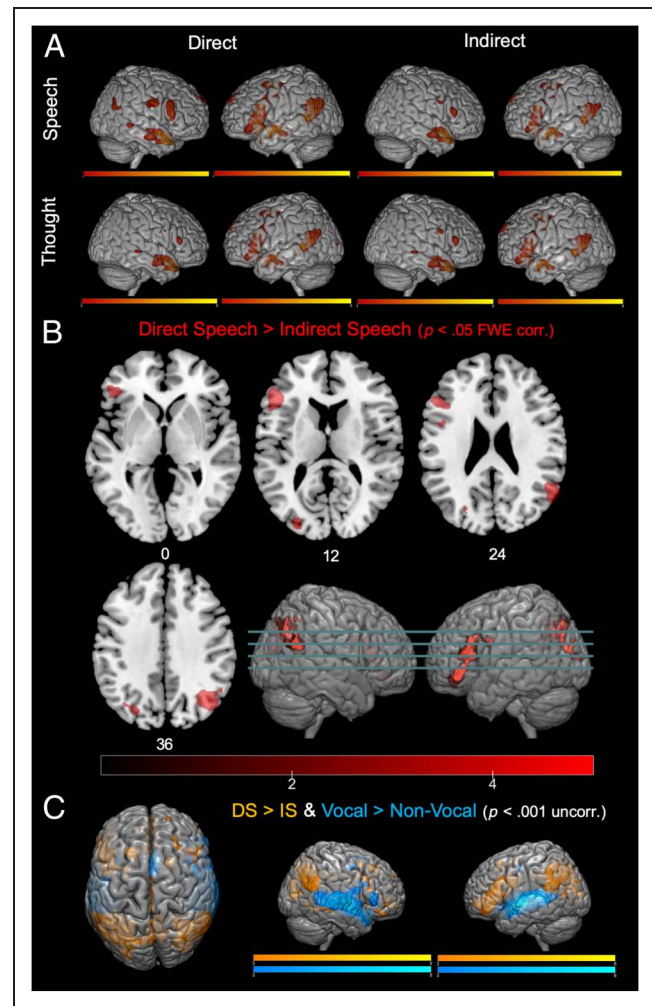 A
Direct
Indirect
Speech
Thought
B
Direct Speech > Indirect Speech (p < .05 FWE corr.)
0
12
24
36
2
4
C
DS > IS & Vocal > Non-Vocal (p < .001 uncorr.)